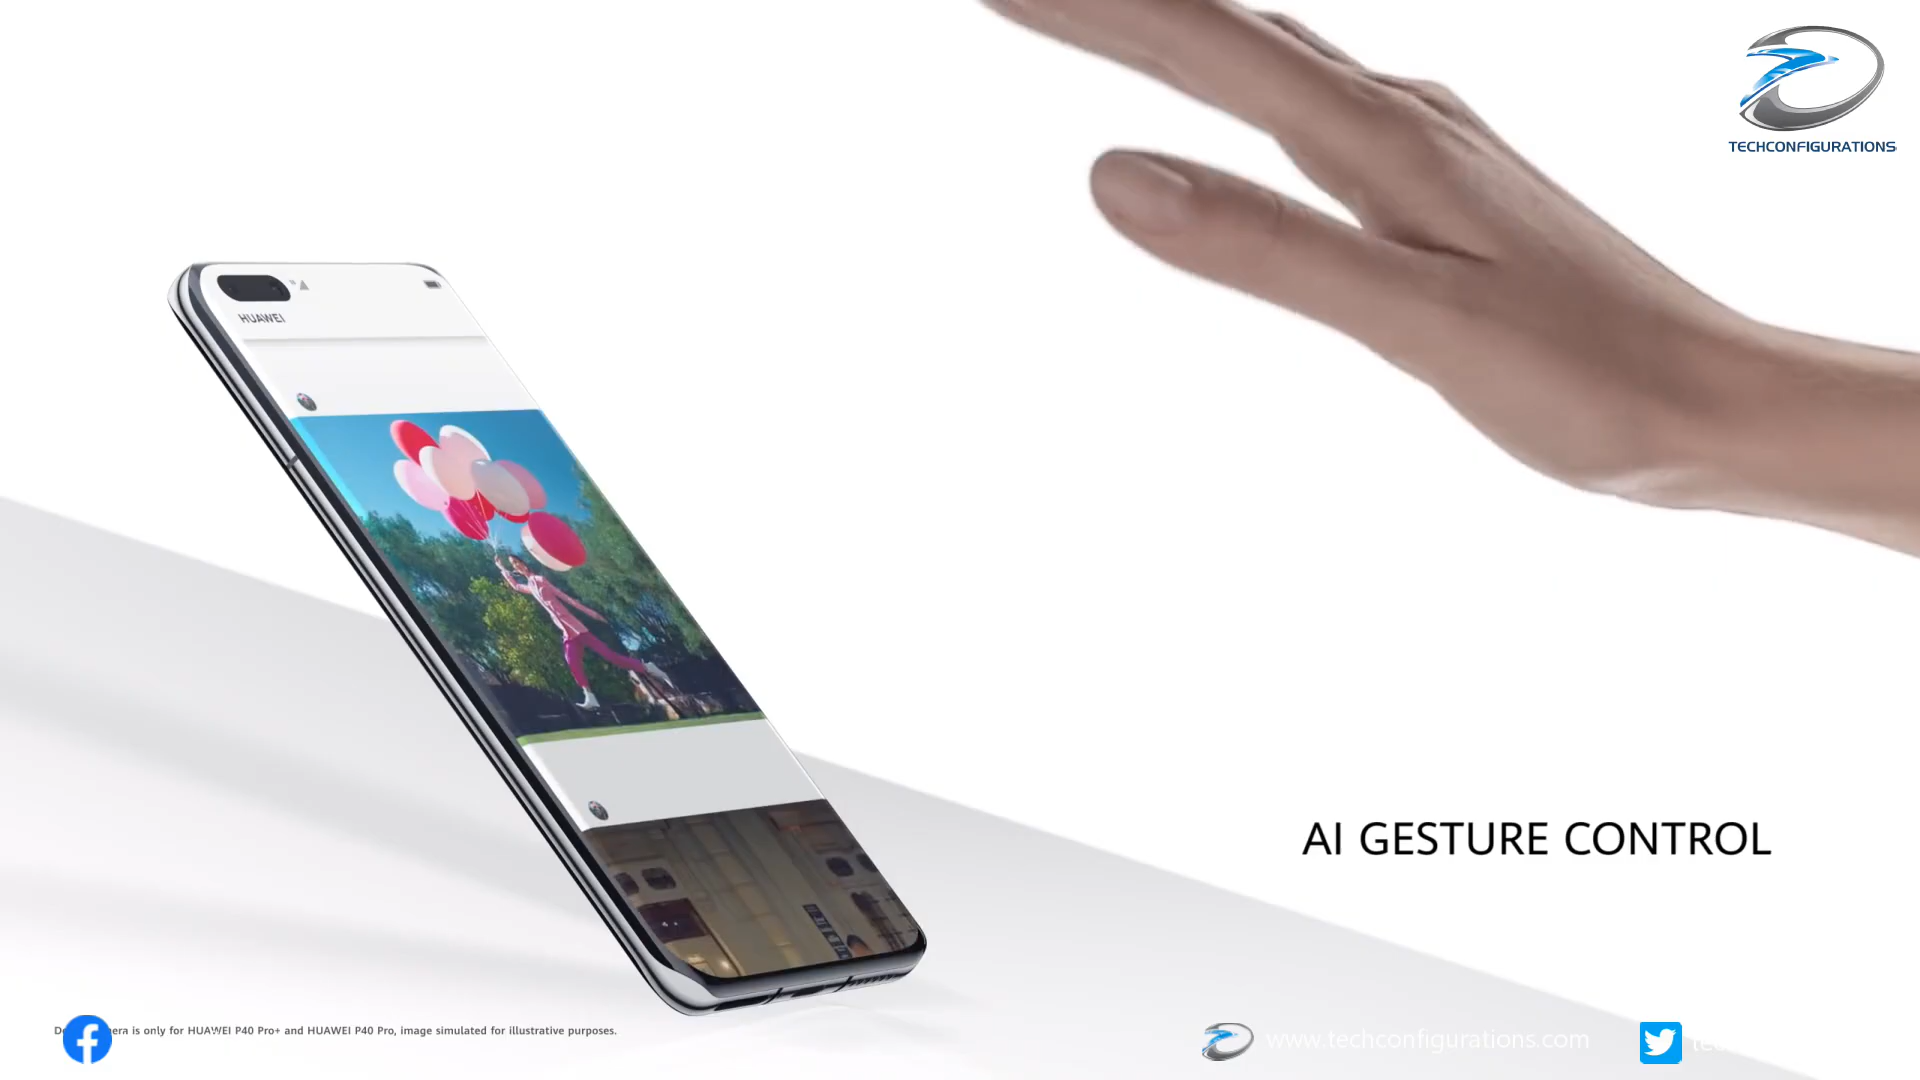 TECHCONFIGURATIONS
HUAWEI
AI GESTURE CONTROL
era is only for HUAWEI P40 Pro+ and HUAWEI P40 Pro, image simulated for illustrative purposes.
www.techconfigurations.com